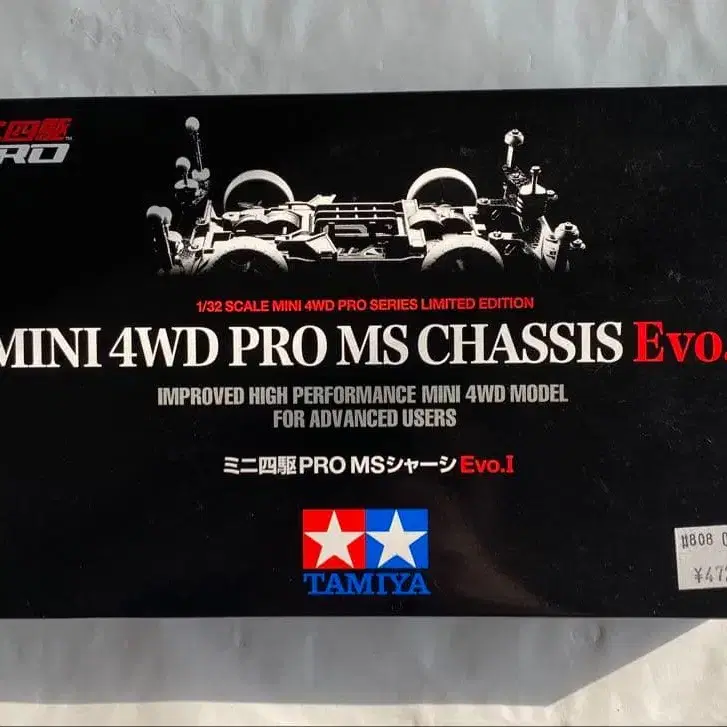 四駆
RO
1/32 SCALE MINI 4WD PRO SERIES LIMITED EDITION
MINI 4WD PRO MS CHASSIS Evo.
IMPROVED HIGH PERFORMANCE MINI 4WD MODEL
FOR ADVANCED USERS
ミニ四駆PRO MSシャーシ Evo.I
TAMIYA
808
¥47